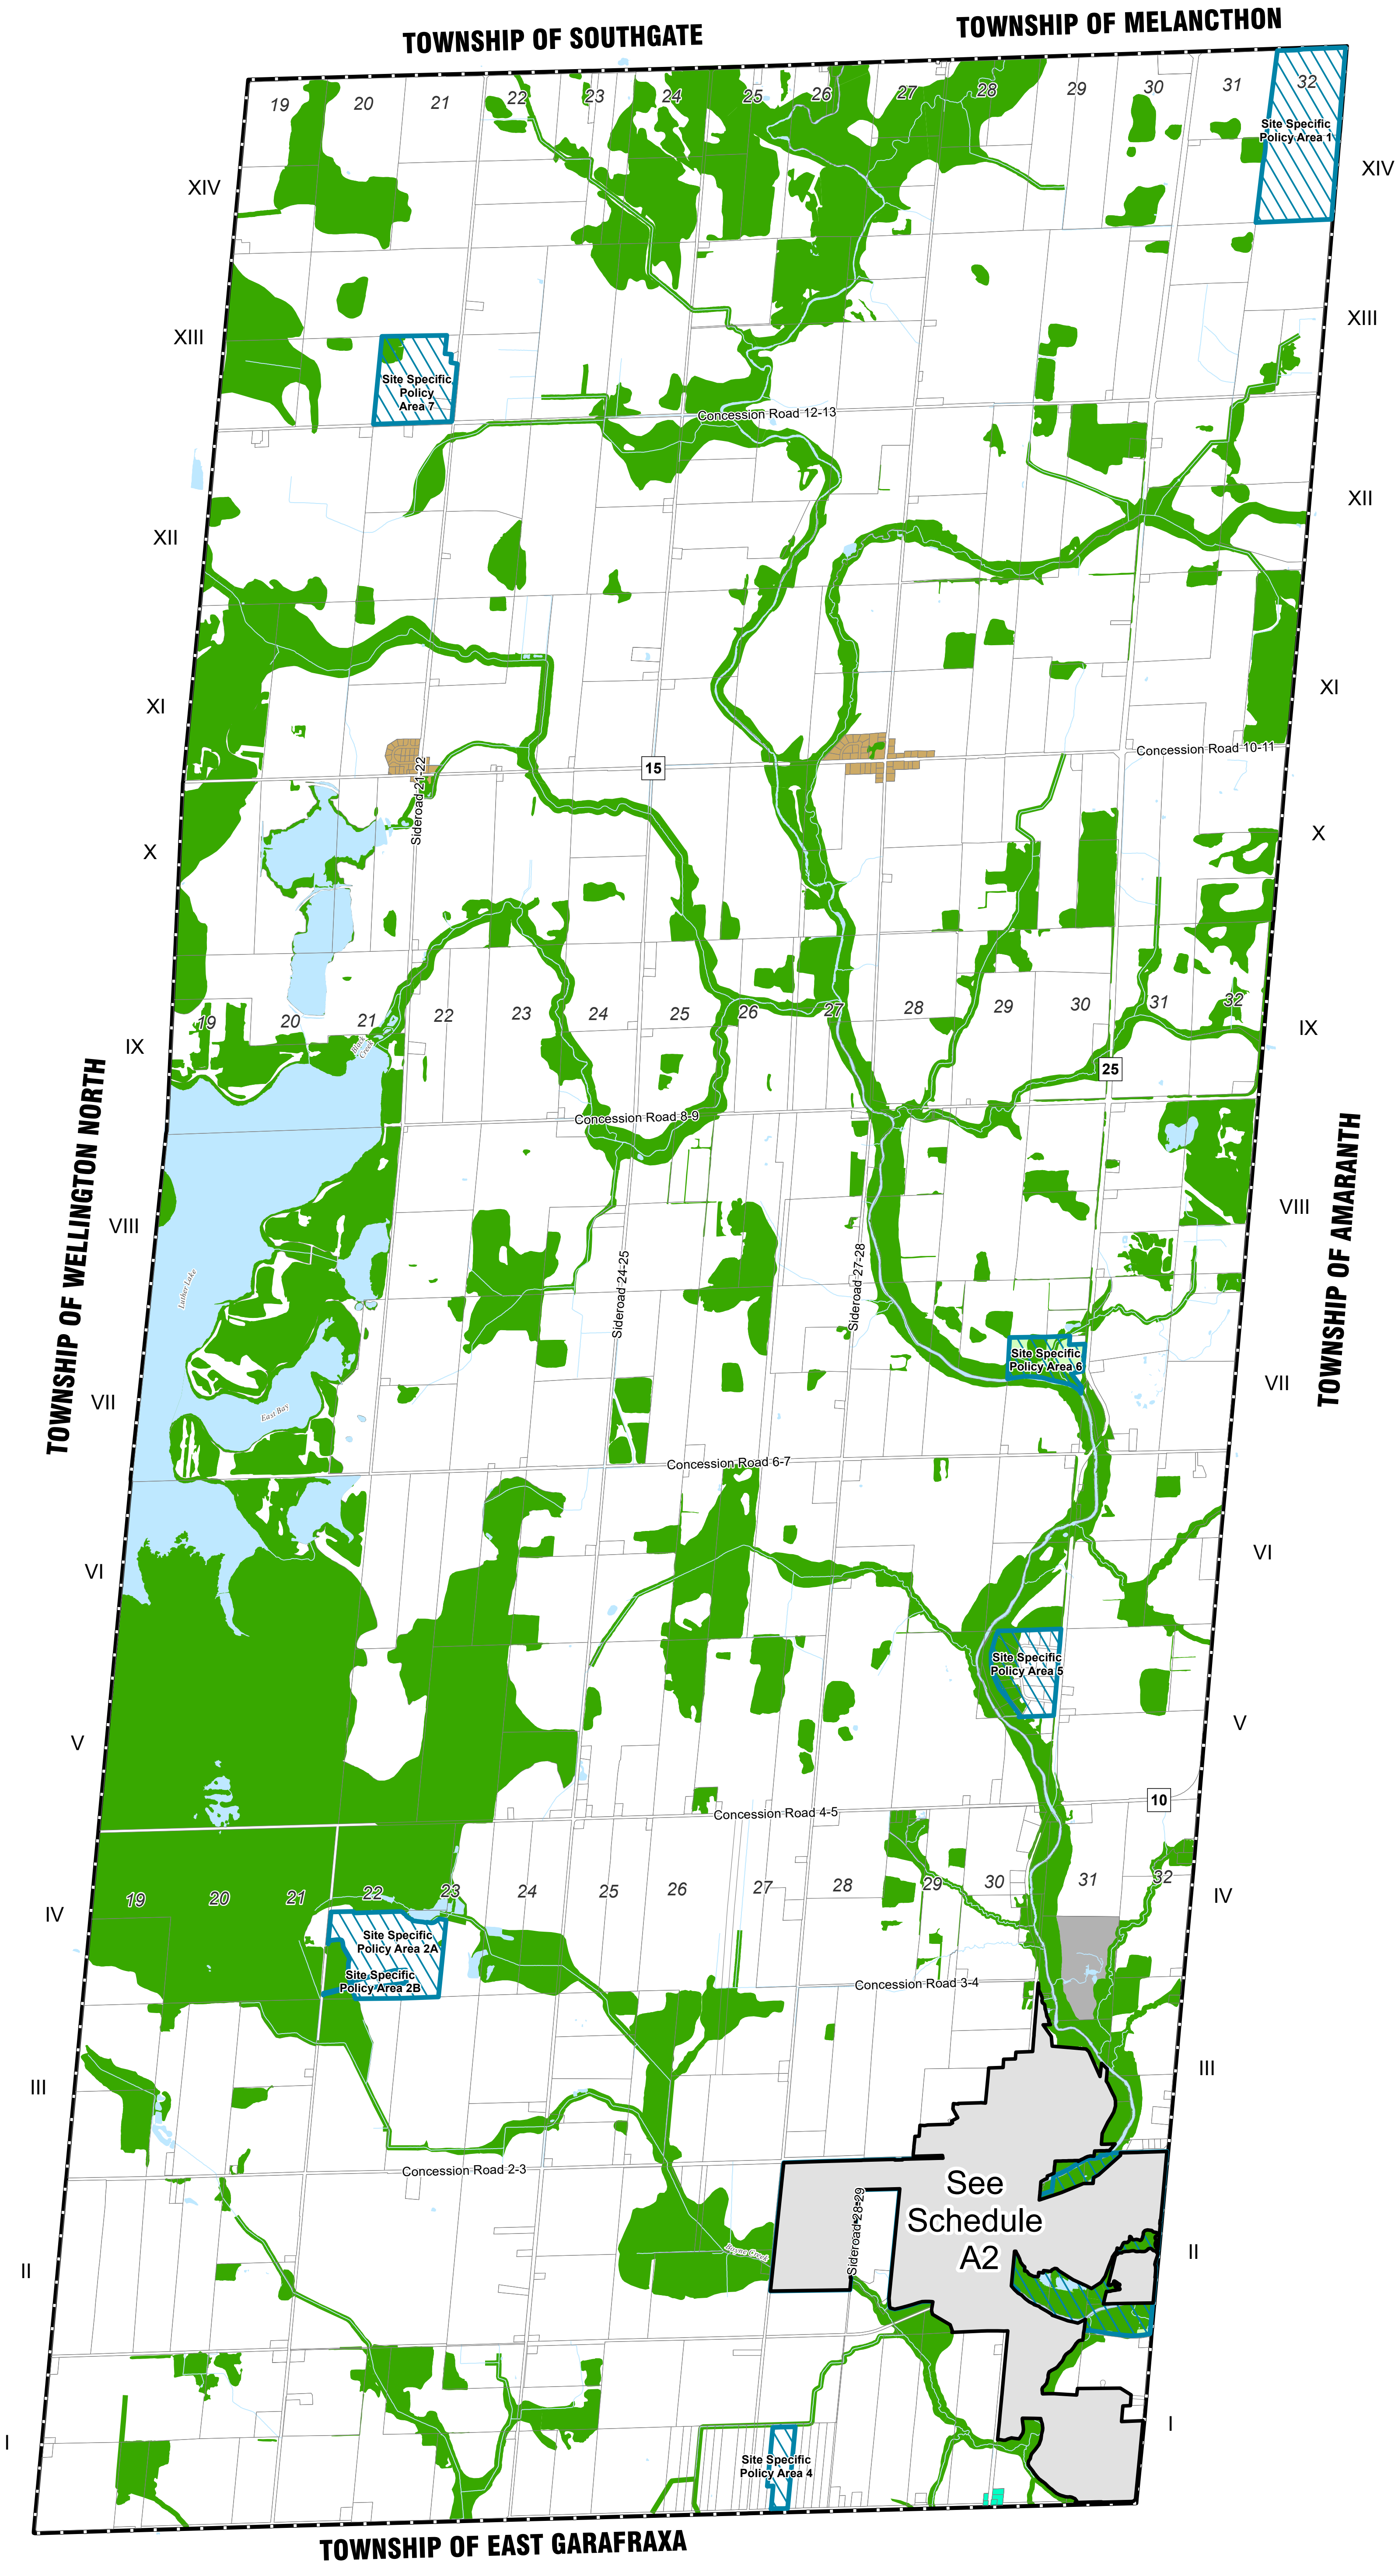 TOWNSHIP OF SOUTHGATE
TOWNSHIP OF MELANCTHON
19 20 21 22 23 24 25 26 27 28 29 30 31 32
Site Specific
Policy Area 1
XIV
XIV
XIII
XIII
Site Specific
Policy
Area 7
Concession Road 12-13
XII
XII
XI
XI
Concession Road 10-11
15
Sideroad 21-22
X
X
19 20 21 22 23 24 25 26 27 28 29 30 31 32
IX
IX
Black
Creek
25
Concession Road 8-9
TOWNSHIP OF WELLINGTON NORTH
TOWNSHIP OF AMARANTH
VIII
VIII
Luther Lake
Sideroad 24-25
Sideroad 27-28
Site Specific
Policy Area 6
VII
VII
East Bay
Concession Road 6-7
VI
VI
Site Specific
Policy Area 5
V
V
10
Concession Road 4-5
19 20 21 22 23 24 25 26 27 28 29 30 31 32
IV
IV
Site Specific
Policy Area 2A
Site Specific
Policy Area 2B
Concession Road 3-4
III
III
Concession Road 2-3
See
Schedule
A2
Sideroad 28-29
Boyne Creek
II
II
I
I
Site Specific
Policy Area 4
TOWNSHIP OF EAST GARAFRAXA